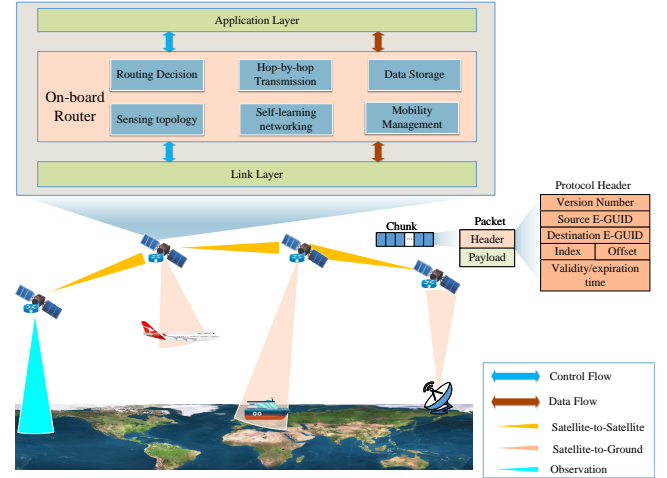 Application Layer
On-board
Router
Routing Decision
Hop-by-hop
Transmission
Data Storage
Sensing topology
Self-learning
networking
Mobility
Management
Link Layer
Chunk
...
Packet
Header
Payload
Protocol Header
Version Number
Source E-GUID
Destination E-GUID
Index
Offset
Validity/expiration
time
Control Flow
Data Flow
Satellite-to-Satellite
Satellite-to-Ground
Observation